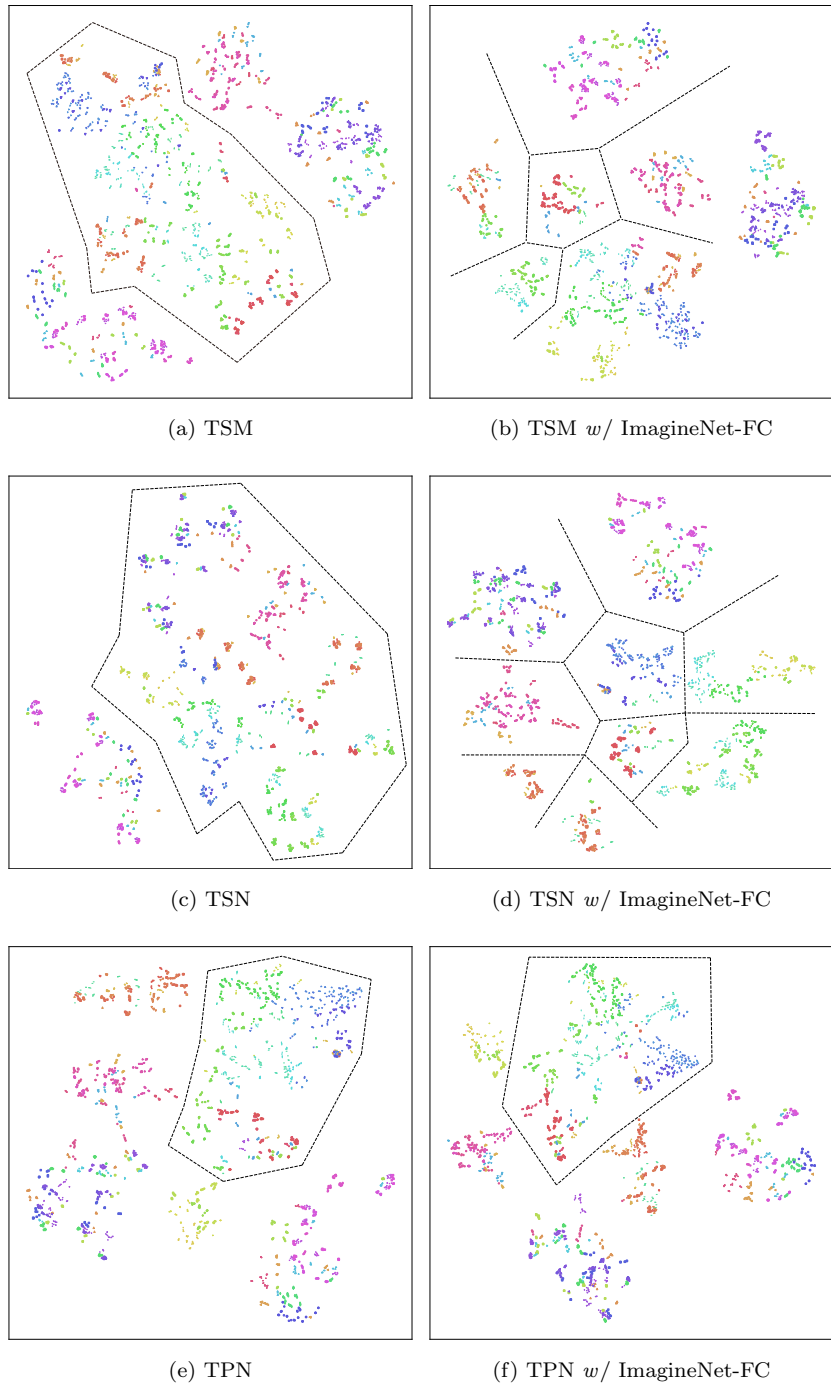 (a) TSM
(b) TSM w/ ImagineNet-FC
(c) TSN
(d) TSN w/ ImagineNet-FC
(e) TPN
(f) TPN w/ ImagineNet-FC